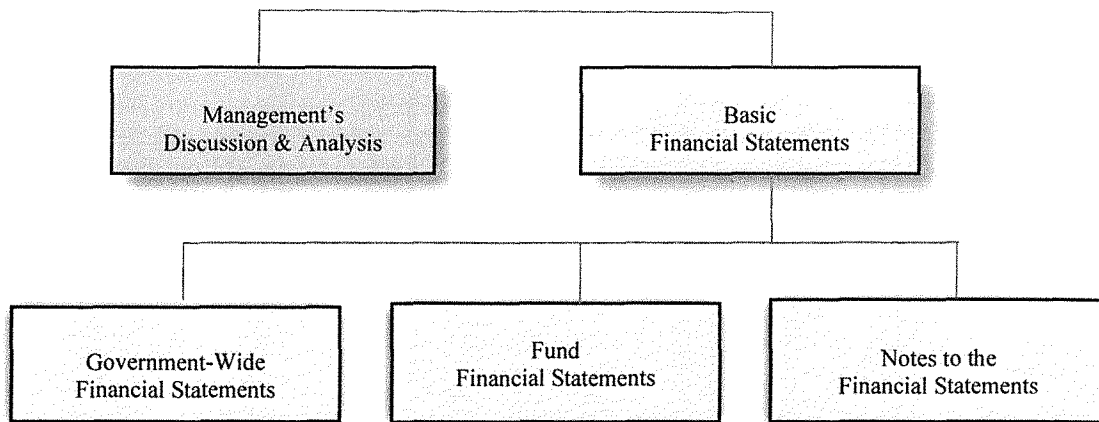 Management's
Discussion & Analysis
Basic
Financial Statements
Government-Wide
Financial Statements
Fund
Financial Statements
Notes to the
Financial Statements